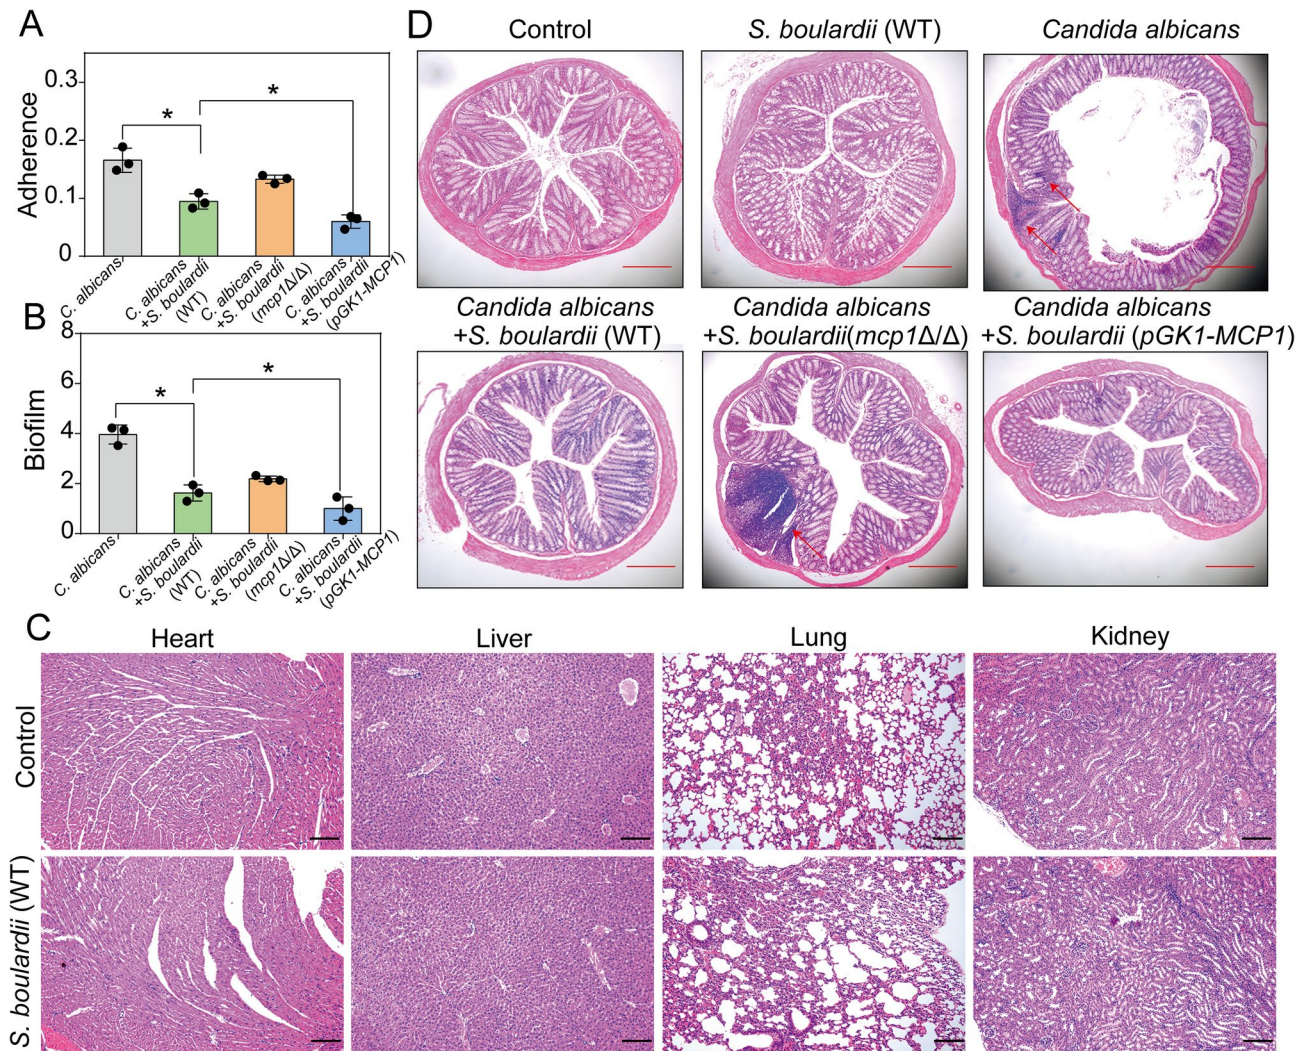 A
Adherence
0.3
0.2
0.1
0
*
*
C. albicans
C. albicans
+S. boulardii
(WT)
C. albicans
+S. boulardii
(mcp1Δ/Δ)
C. albicans
+S. boulardii
(pGK1-MCP1)
B
Biofilm
8
6
4
2
0
*
*
C. albicans
C. albicans
+S. boulardii
(WT)
C. albicans
+S. boulardii
(mcp1Δ/Δ)
C. albicans
+S. boulardii
(pGK1-MCP1)
D
Control
S. boulardii (WT)
Candida albicans
Candida albicans
+S. boulardii (WT)
Candida albicans
+S. boulardii(mcp1Δ/Δ)
Candida albicans
+S. boulardii (pGK1-MCP1)
C
Heart
Liver
Lung
Kidney
Control
S. boulardii (WT)